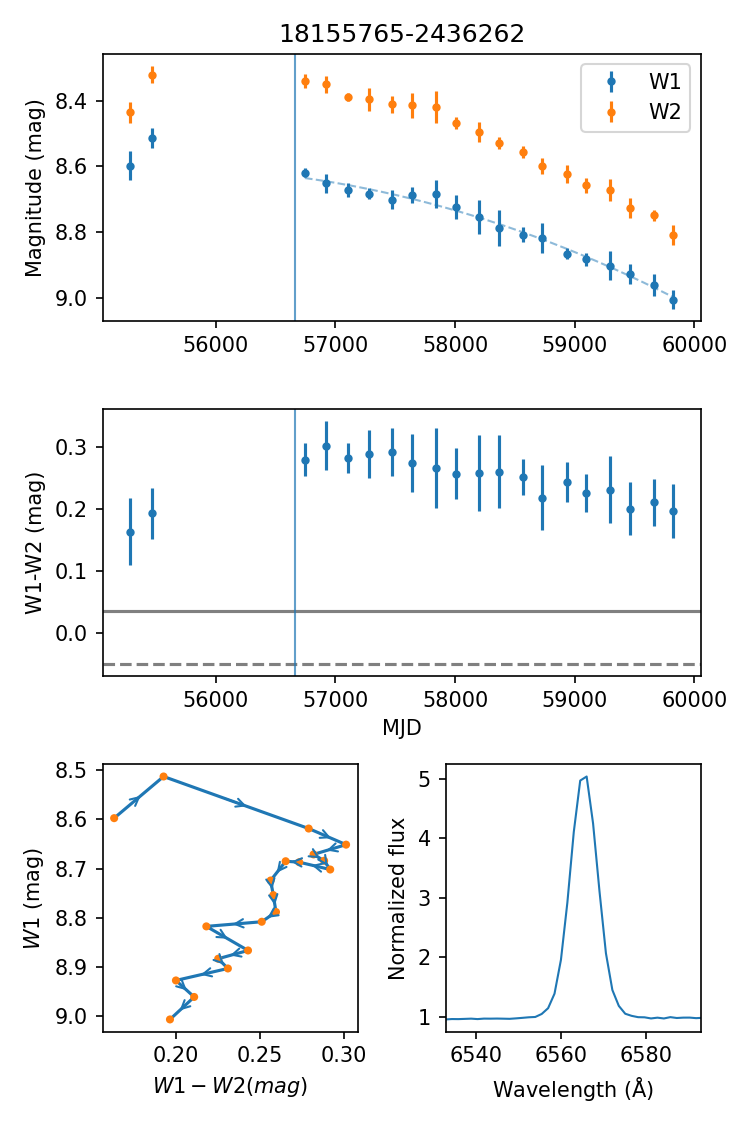 18155765-2436262
Magnitude (mag)
8.4
8.6
8.8
9.0
W1
W2
56000 57000 58000 59000 60000
W1-W2 (mag)
0.3
0.2
0.1
0.0
56000 57000 58000 59000 60000
MJD
W1 (mag)
8.5
8.6
8.7
8.8
8.9
9.0
0.20 0.25 0.30
W1 − W2(mag)
Normalized flux
5
4
3
2
1
6540 6560 6580
Wavelength (Å)